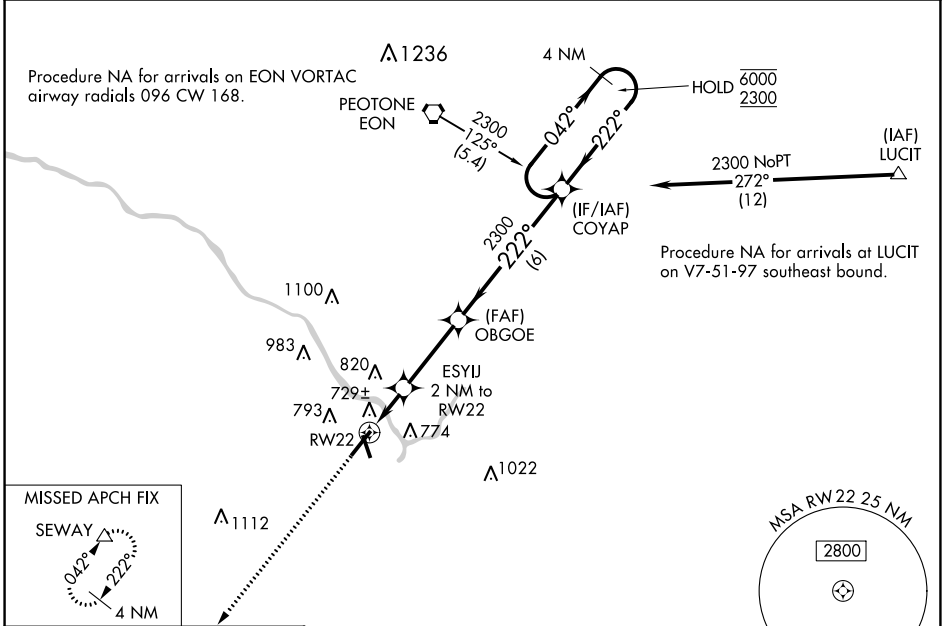 1236
Procedure NA for arrivals on EON VORTAC
airway radials 096 CW 168.
4 NM
HOLD 6000
2300
PEOTONE
EON
2300
125°
(5.4)
042°
222°
(IAF)
LUCIT
2300 NoPT
272°
(12)
(IF/IAF)
COYAP
2300
222°
(6)
Procedure NA for arrivals at LUCIT
on V7-51-97 southeast bound.
1100
(FAF)
OBGOE
983
820
ESYIJ
2 NM to
RW22
729±
793
RW22
774
1022
MISSED APCH FIX
SEWAY
042°
222°
4 NM
1112
MSA RW22 25 NM
2800